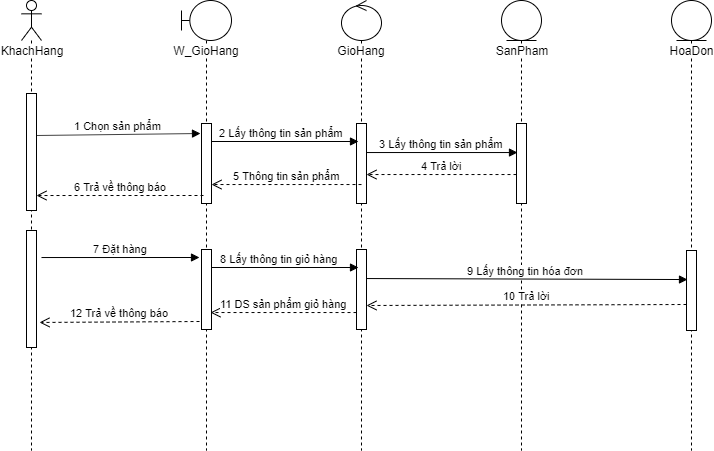 KhachHang
W_GioHang
GioHang
SanPham
HoaDon
1 Chọn sản phẩm
2 Lấy thông tin sản phẩm
3 Lấy thông tin sản phẩm
4 Trả lời
5 Thông tin sản phẩm
6 Trả về thông báo
7 Đặt hàng
8 Lấy thông tin giỏ hàng
9 Lấy thông tin hóa đơn
10 Trả lời
11 DS sản phẩm giỏ hàng
12 Trả về thông báo